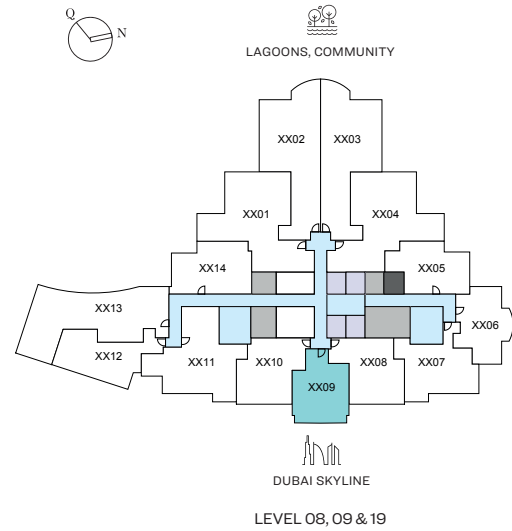 Q
N
LAGOONS, COMMUNITY
XX02
XX03
XX01
XX04
XX14
XX05
XX13
XX06
XX12
XX11
XX10
XX09
XX08
XX07
DUBAI SKYLINE
LEVEL 08, 09 & 19